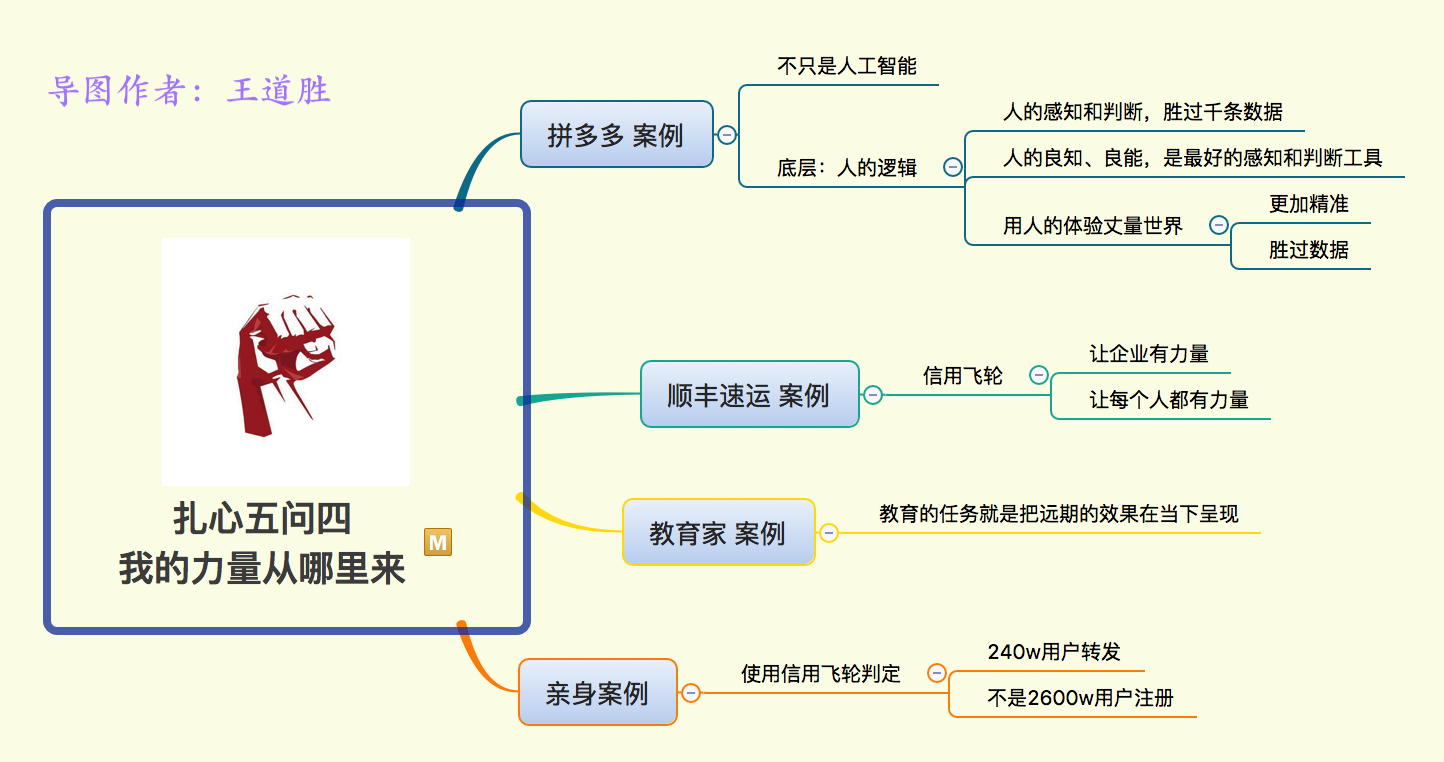 导图作者：王道胜
扎心五问四
我的力量从哪里来
M
拼多多 案例
不只是人工智能
底层：人的逻辑
人的感知和判断，胜过千条数据
人的良知、良能，是最好的感知和判断工具
用人的体验丈量世界
更加精准
胜过数据
顺丰速运 案例
信用飞轮
让企业有力量
让每个人都有力量
教育家 案例
教育的任务就是把远期的效果在当下呈现
亲身案例
使用信用飞轮判定
240w用户转发
不是2600w用户注册